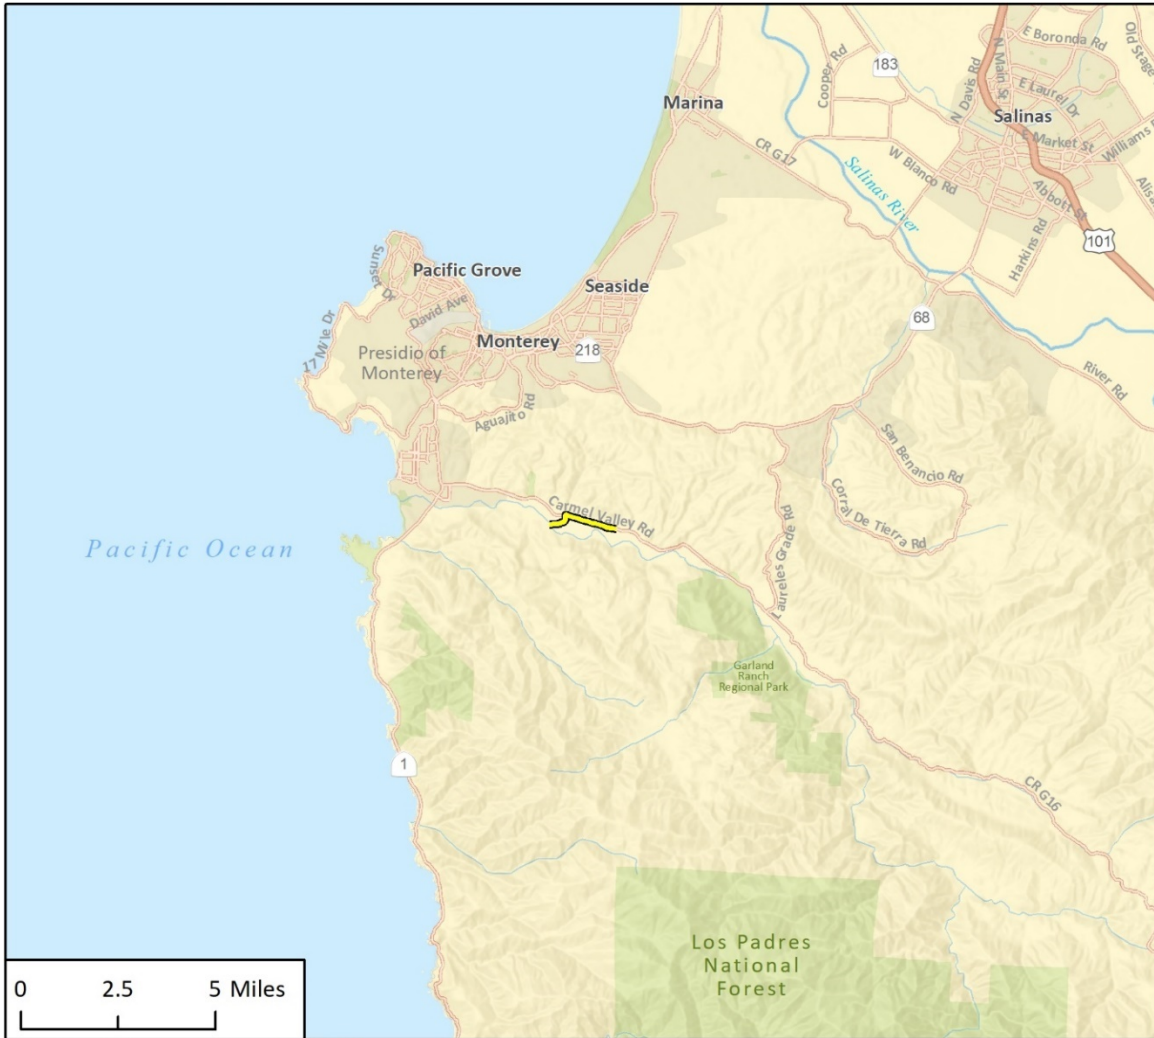 E Boronda Rd
Old Stage
183
Cooper Rd
N Davis Rd
N Main St
E Laurel Dr
Marina
Salinas
E Market St
Williams
CR G17
W Blanco Rd
Salinas River
Abbott St
Alisa
Harkins Rd
101
Sunset Dr
Pacific Grove
Seaside
David Ave
68
17 Mile Dr
Monterey
218
Presidio of
Monterey
River Rd
Aguajito Rd
San Benancio Rd
Carmel Valley Rd
Corral De Tierra Rd
Laureles Grade Rd
Pacific Ocean
Garland
Ranch
Regional Park
1
CR G16
Los Padres
National
Forest
0 2.5 5 Miles